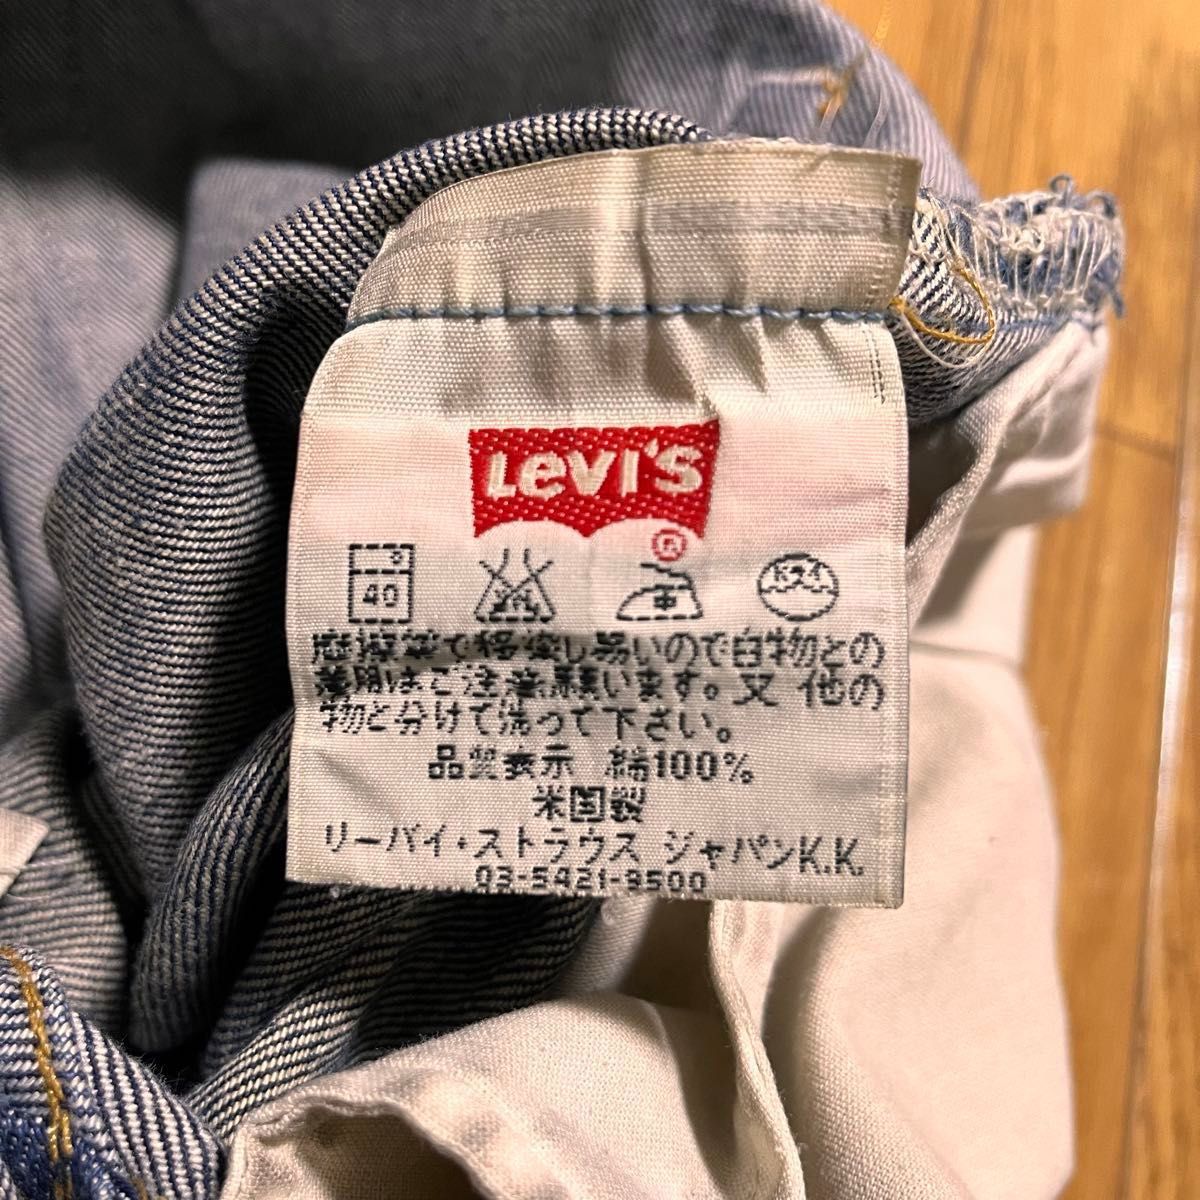 LEVI'S
®
40
摩擦等で移染し易いので白物との
着用はご注意願います。又 他の
物と分けて洗って下さい。
品質表示 綿100%
米国製
リーバイ・ストラウス ジャパンK.K.
03-5421-9500